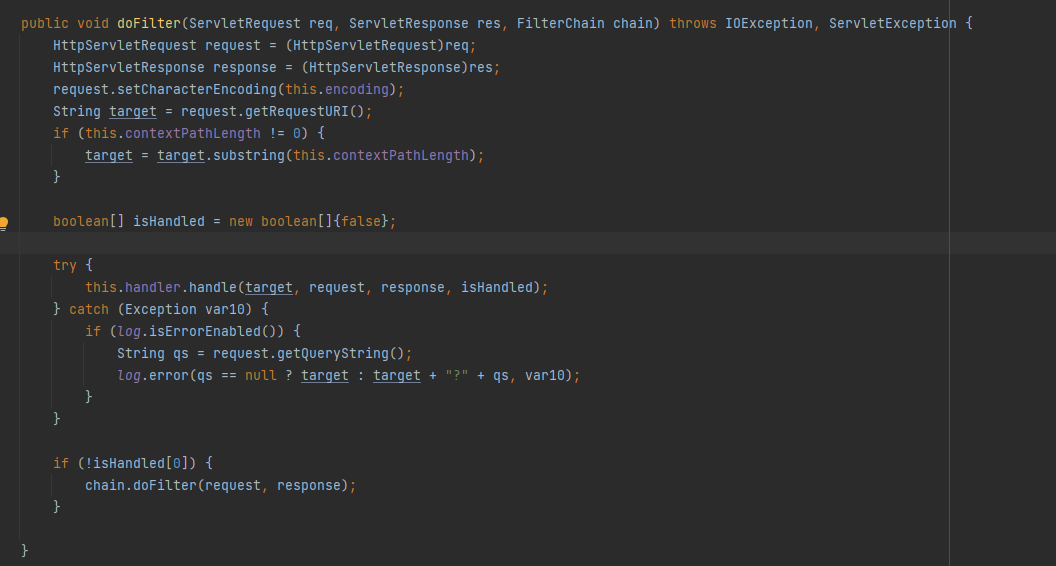 public void doFilter(ServletRequest req, ServletResponse res, FilterChain chain) throws IOException, ServletException {
    HttpServletRequest request = (HttpServletRequest)req;
    HttpServletResponse response = (HttpServletResponse)res;
    request.setCharacterEncoding(this.encoding);
    String target = request.getRequestURI();
    if (this.contextPathLength != 0) {
        target = target.substring(this.contextPathLength);
    }
    boolean[] isHandled = new boolean[]{false};
    try {
        this.handler.handle(target, request, response, isHandled);
    } catch (Exception var10) {
        if (log.isErrorEnabled()) {
            String qs = request.getQueryString();
            log.error(qs == null ? target : target + "?" + qs, var10);
        }
    }
    if (!isHandled[0]) {
        chain.doFilter(request, response);
    }
}